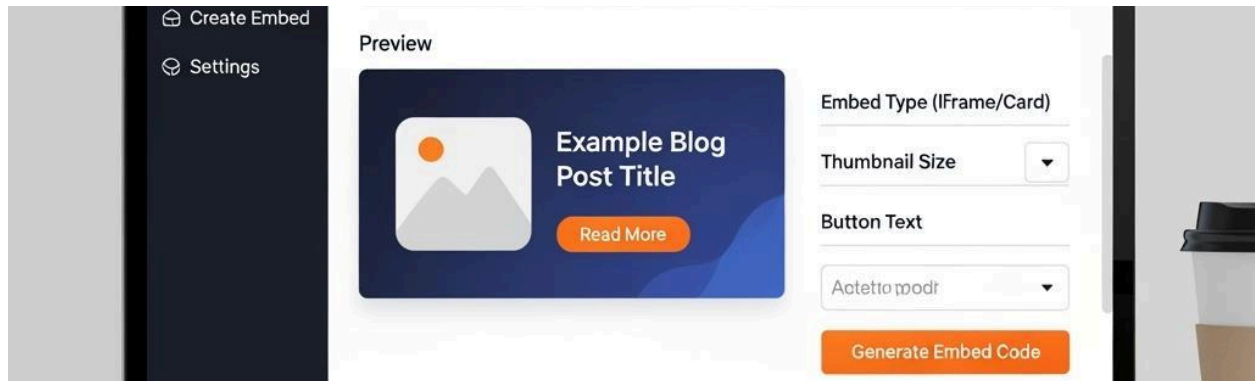 Create Embed
Settings
Preview
Example Blog
Post Title
Read More
Embed Type (IFrame/Card)
Thumbnail Size
Button Text
Generate Embed Code